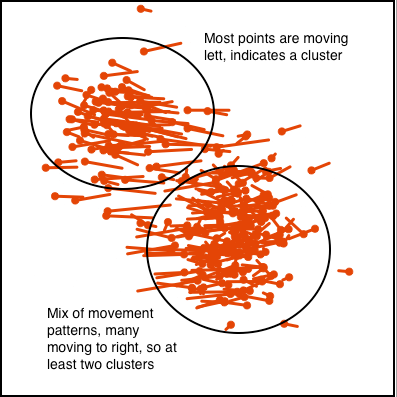 Most points are moving
lett, indicates a cluster
Mix of movement
patterns, many
moving to right, so at
least two clusters